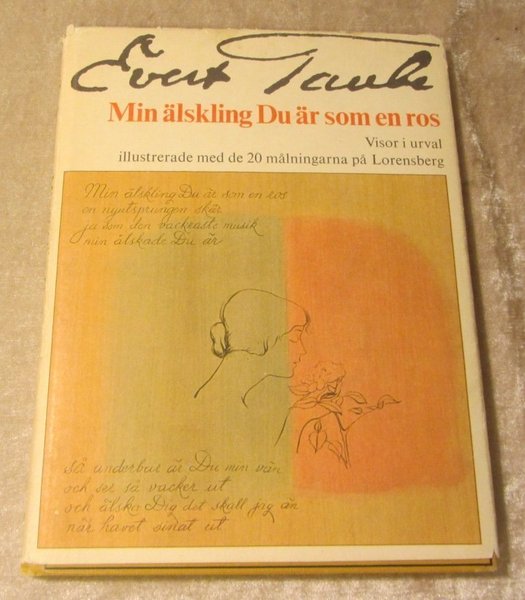 Evert Taube
Min älskling Du är som en ros
Visor i urval
illustrerade med de 20 målningarna på Lorensberg
Min älskling Du är som en ros
en nyutsprungen skär
ja som den vackraste musik
min älskade Du är
så underbar är Du min vän
och ser så vacker ut
och älska Dig det skall jag än
när havet sinat ut.